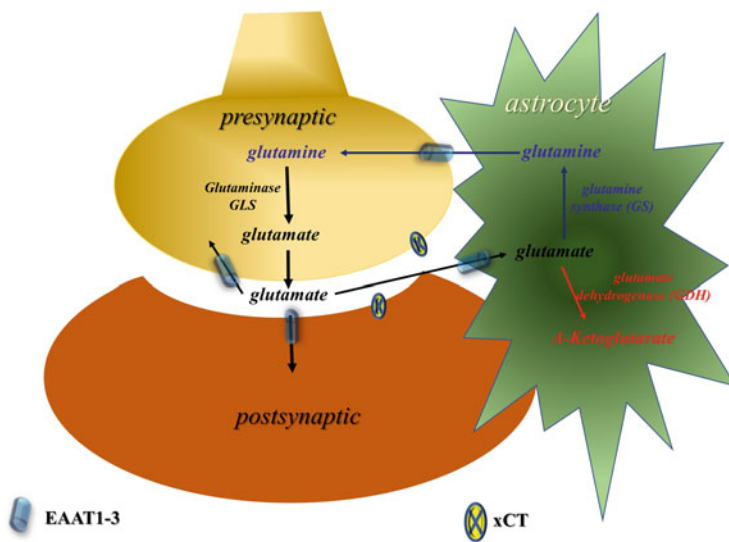 presynaptic
astrocyte
glutamine
glutamine
Glutaminase
GLS
glutamine
synthase (GS)
glutamate
glutamate
glutamate
glutamate
dehydrogenase (GDH)
A-Ketoglutarate
postsynaptic
EAAT1-3
xCT